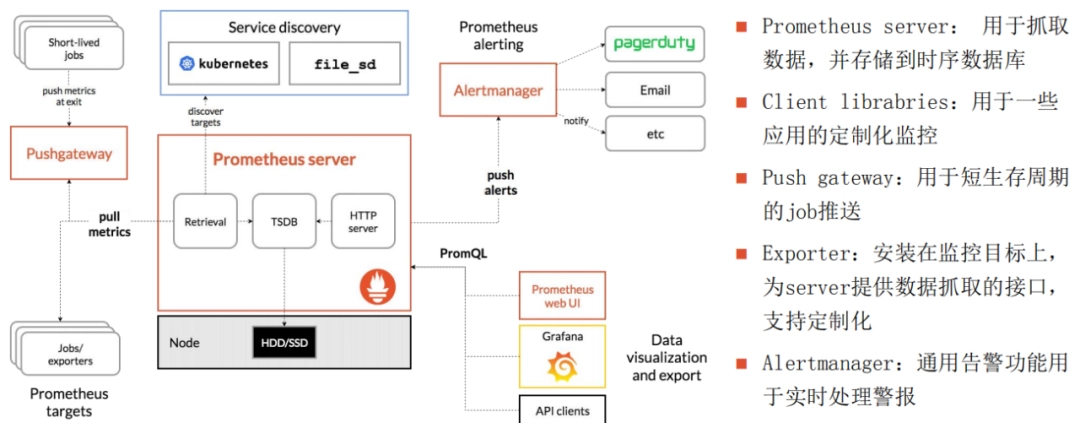 Short-lived
jobs
push metrics
at exit
Pushgateway
pull
metrics
Jobs/
exporters
Prometheus
targets
Service discovery
kubernetes
file_sd
discover
targets
Prometheus server
Retrieval
TSDB
HTTP
server
Node
HDD/SSD
Prometheus
alerting
Alertmanager
pagerduty
Email
etc
notify
push
alerts
PromQL
Prometheus
web UI
Grafana
API clients
Data
visualization
and export
Prometheus server： 用于抓取
数据，并存储到时序数据库
Client librabries：用于一些
应用的定制化监控
Push gateway：用于短生存周期
的job推送
Exporter：安装在监控目标上，
为server提供数据抓取的接口，
支持定制化
Alertmanager：通用告警功能用
于实时处理警报